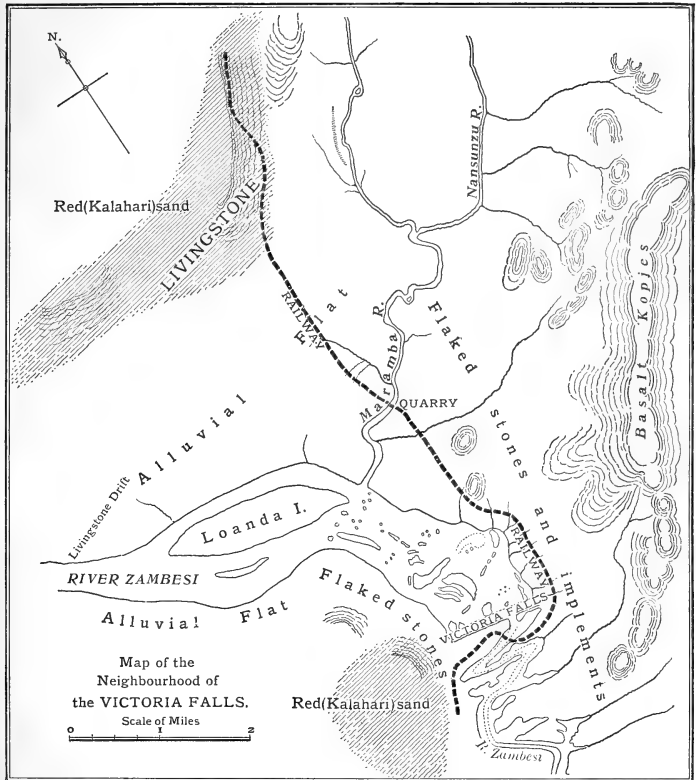 N.
Nansunzu R.
Red(Kalahari)sand
LIVINGSTONE
Basalt Kopjes
RAILWAY
Flat
Flaked stones and implements
Maramba R.
QUARRY
Alluvial
Livingstone Drift
Loanda I.
RAILWAY
RIVER ZAMBESI
Flaked stones
Alluvial Flat
VICTORIA FALLS
Map of the
Neighbourhood of
the VICTORIA FALLS.
Scale of Miles
0 1 2
Red(Kalahari)sand
R. Zambesi